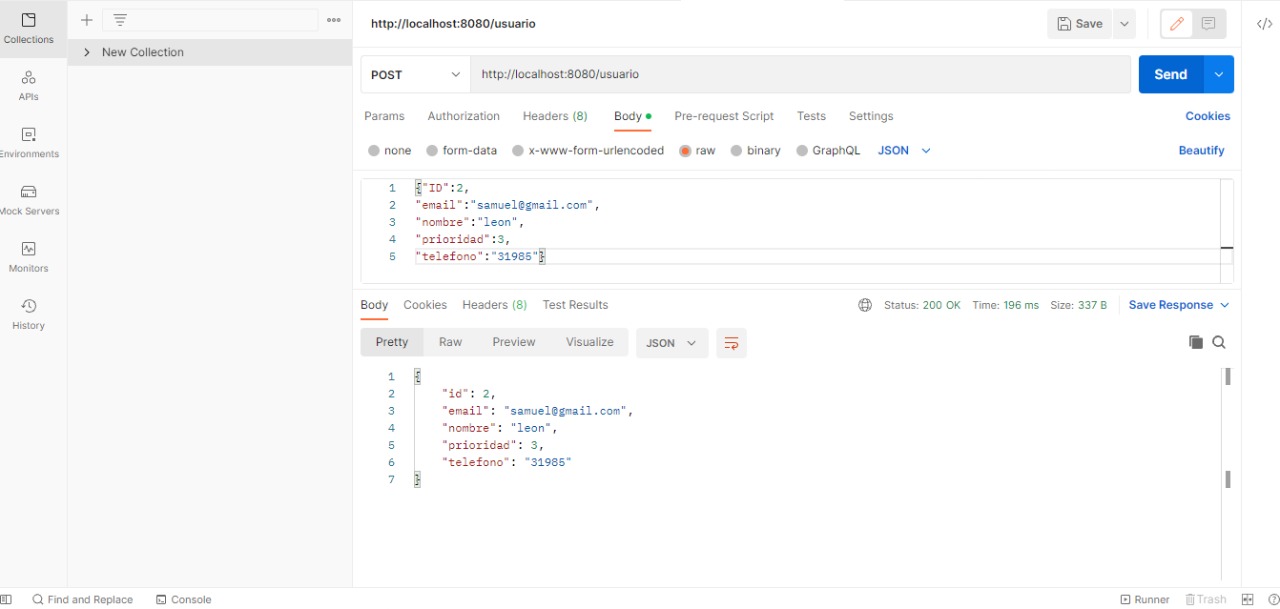 Collections
APIs
Environments
Mock Servers
Monitors
History
New Collection
http://localhost:8080/usuario
Save
POST
http://localhost:8080/usuario
Send
Params Authorization Headers (8) Body Pre-request Script Tests Settings Cookies
none form-data x-www-form-urlencoded raw binary GraphQL JSON Beautify
1 {"ID":2,
2 "email":"samuel@gmail.com",
3 "nombre":"leon",
4 "prioridad":3,
5 "telefono":"31985"}
Body Cookies Headers (8) Test Results Status: 200 OK Time: 196 ms Size: 337 B Save Response
Pretty Raw Preview Visualize JSON
1 {
2 "id": 2,
3 "email": "samuel@gmail.com",
4 "nombre": "leon",
5 "prioridad": 3,
6 "telefono": "31985"
7 }
Find and Replace Console Runner Trash